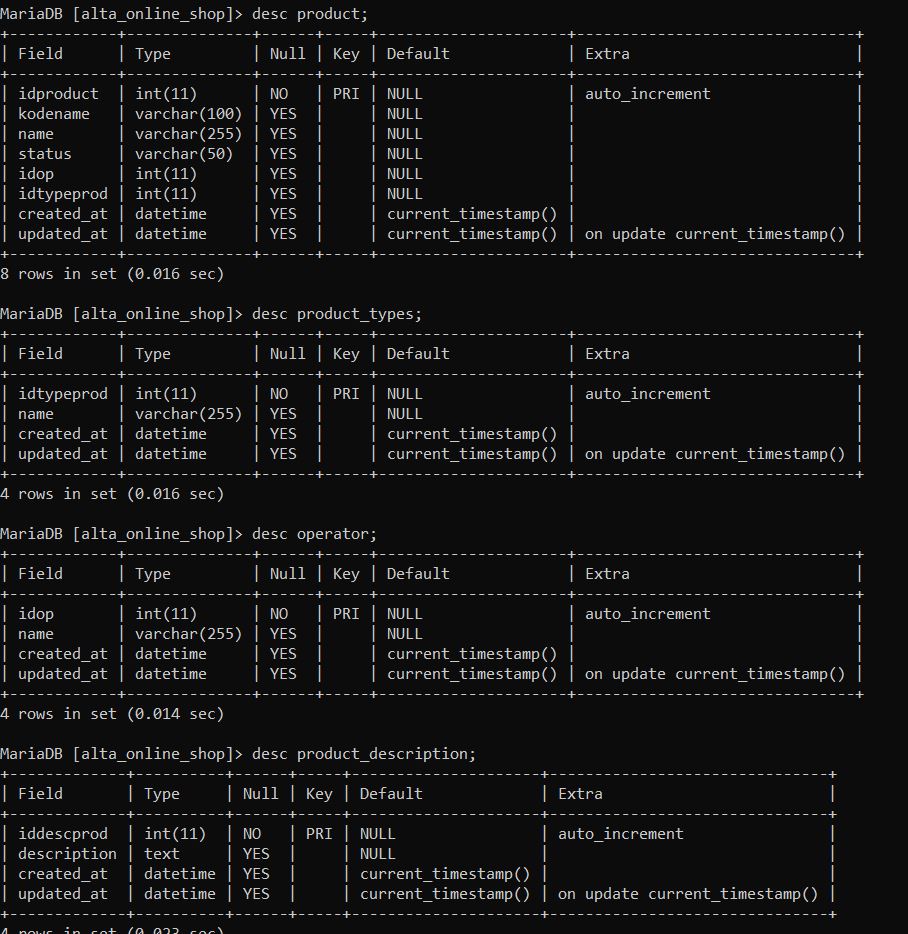 MariaDB [alta_online_shop]> desc product;
+------------+--------------+------+-----+---------------------+-------------------------------+
| Field      | Type         | Null | Key | Default             | Extra                         |
+------------+--------------+------+-----+---------------------+-------------------------------+
| idproduct  | int(11)      | NO   | PRI | NULL                | auto_increment                |
| kodename   | varchar(100) | YES  |     | NULL                |                               |
| name       | varchar(255) | YES  |     | NULL                |                               |
| status     | varchar(50)  | YES  |     | NULL                |                               |
| idop       | int(11)      | YES  |     | NULL                |                               |
| idtypeprod | int(11)      | YES  |     | NULL                |                               |
| created_at | datetime     | YES  |     | current_timestamp() |                               |
| updated_at | datetime     | YES  |     | current_timestamp() | on update current_timestamp() |
+------------+--------------+------+-----+---------------------+-------------------------------+
8 rows in set (0.016 sec)

MariaDB [alta_online_shop]> desc product_types;
+------------+--------------+------+-----+---------------------+-------------------------------+
| Field      | Type         | Null | Key | Default             | Extra                         |
+------------+--------------+------+-----+---------------------+-------------------------------+
| idtypeprod | int(11)      | NO   | PRI | NULL                | auto_increment                |
| name       | varchar(255) | YES  |     | NULL                |                               |
| created_at | datetime     | YES  |     | current_timestamp() |                               |
| updated_at | datetime     | YES  |     | current_timestamp() | on update current_timestamp() |
+------------+--------------+------+-----+---------------------+-------------------------------+
4 rows in set (0.016 sec)

MariaDB [alta_online_shop]> desc operator;
+------------+--------------+------+-----+---------------------+-------------------------------+
| Field      | Type         | Null | Key | Default             | Extra                         |
+------------+--------------+------+-----+---------------------+-------------------------------+
| idop       | int(11)      | NO   | PRI | NULL                | auto_increment                |
| name       | varchar(255) | YES  |     | NULL                |                               |
| created_at | datetime     | YES  |     | current_timestamp() |                               |
| updated_at | datetime     | YES  |     | current_timestamp() | on update current_timestamp() |
+------------+--------------+------+-----+---------------------+-------------------------------+
4 rows in set (0.014 sec)

MariaDB [alta_online_shop]> desc product_description;
+-------------+----------+------+-----+---------------------+-------------------------------+
| Field       | Type     | Null | Key | Default             | Extra                         |
+-------------+----------+------+-----+---------------------+-------------------------------+
| iddescprod  | int(11)  | NO   | PRI | NULL                | auto_increment                |
| description | text     | YES  |     | NULL                |                               |
| created_at  | datetime | YES  |     | current_timestamp() |                               |
| updated_at  | datetime | YES  |     | current_timestamp() | on update current_timestamp() |
+-------------+----------+------+-----+---------------------+-------------------------------+
4 rows in set (0.023 sec)